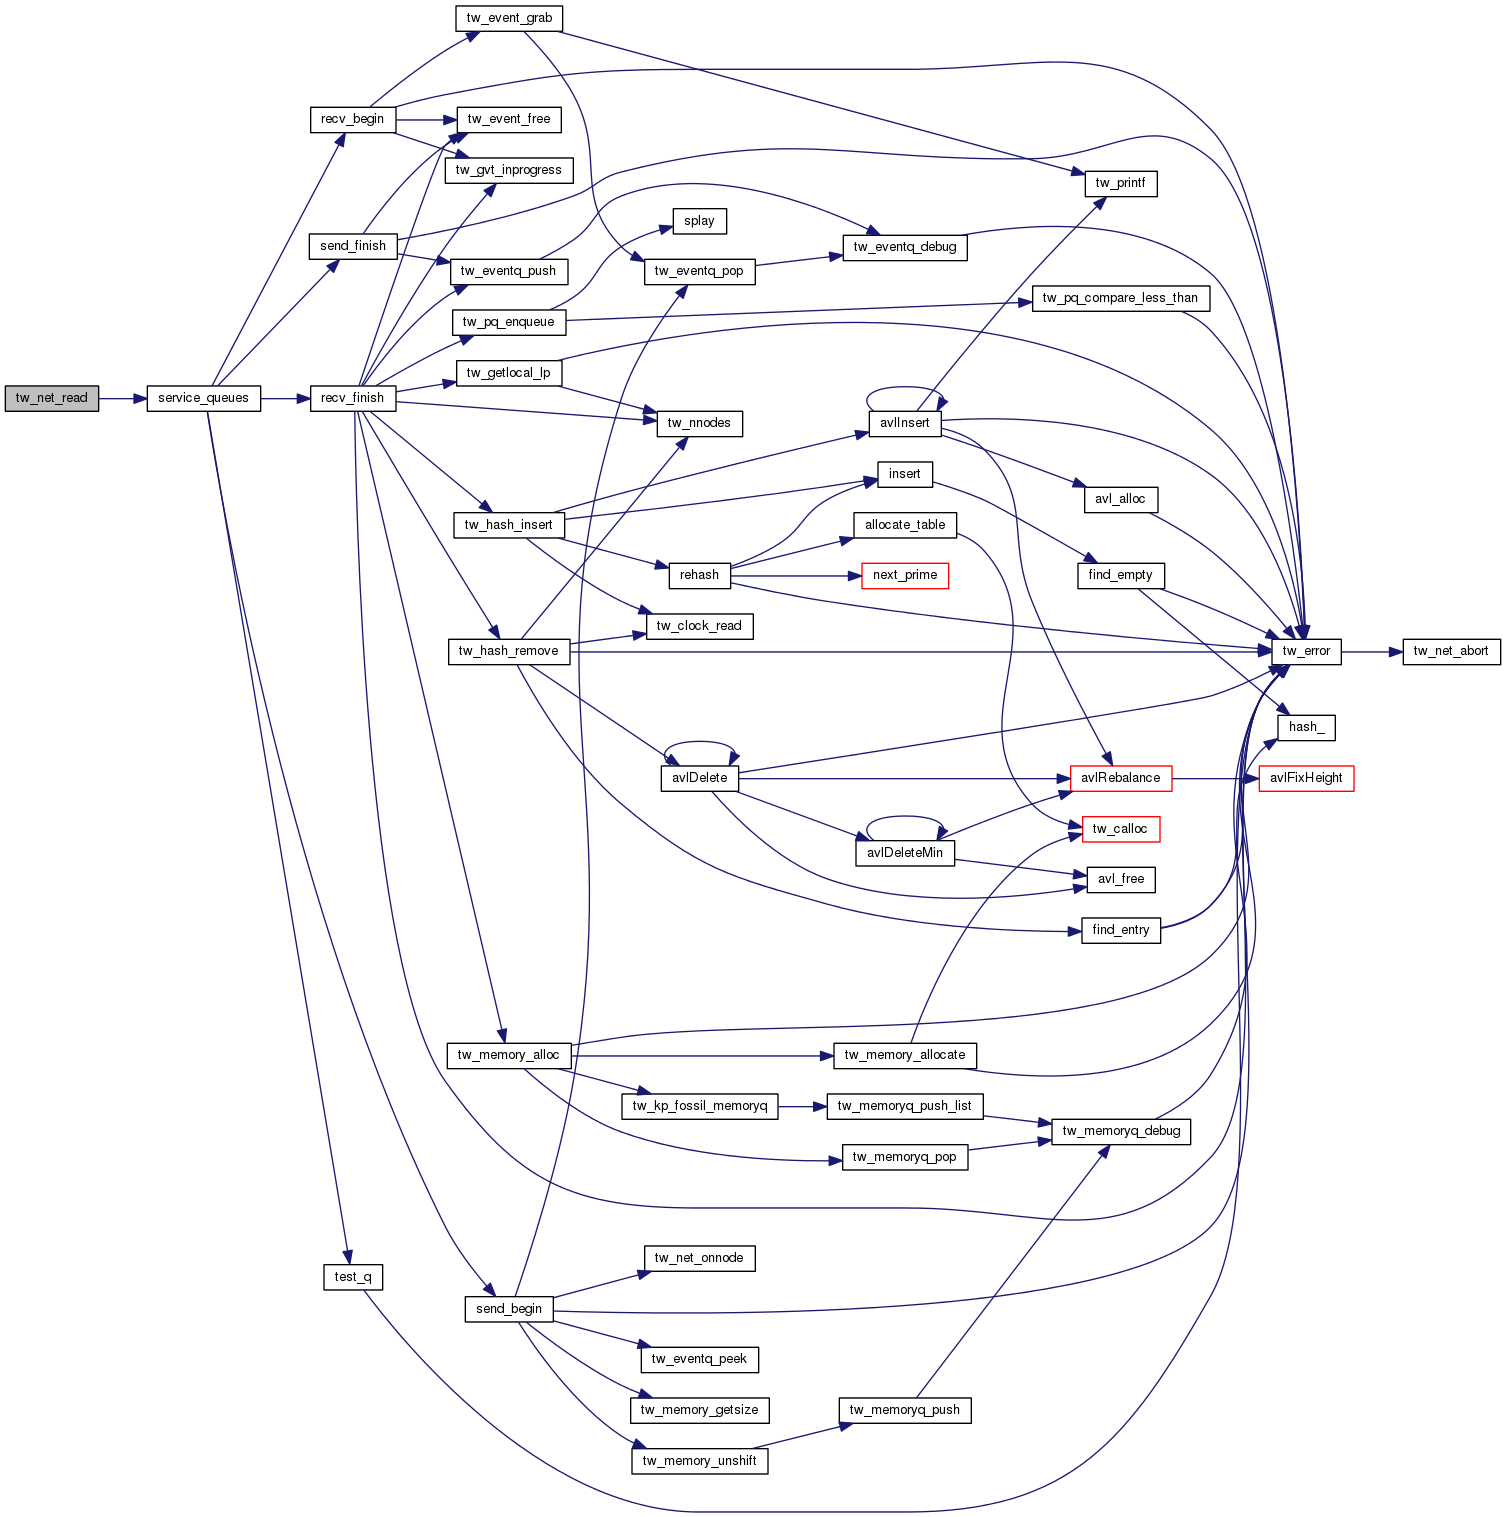 tw_event_grab
recv_begin
tw_event_free
tw_gvt_inprogress
tw_printf
splay
send_finish
tw_eventq_debug
tw_eventq_push
tw_eventq_pop
tw_pq_compare_less_than
tw_pq_enqueue
tw_getlocal_lp
tw_net_read
service_queues
recv_finish
tw_nnodes
avlInsert
insert
avl_alloc
tw_hash_insert
allocate_table
rehash
next_prime
find_empty
tw_clock_read
tw_hash_remove
tw_error
tw_net_abort
hash_
avlDelete
avlRebalance
avlFixHeight
tw_calloc
avlDeleteMin
avl_free
find_entry
tw_memory_alloc
tw_memory_allocate
tw_kp_fossil_memoryq
tw_memoryq_push_list
tw_memoryq_debug
tw_memoryq_pop
tw_net_onnode
test_q
send_begin
tw_eventq_peek
tw_memory_getsize
tw_memoryq_push
tw_memory_unshift